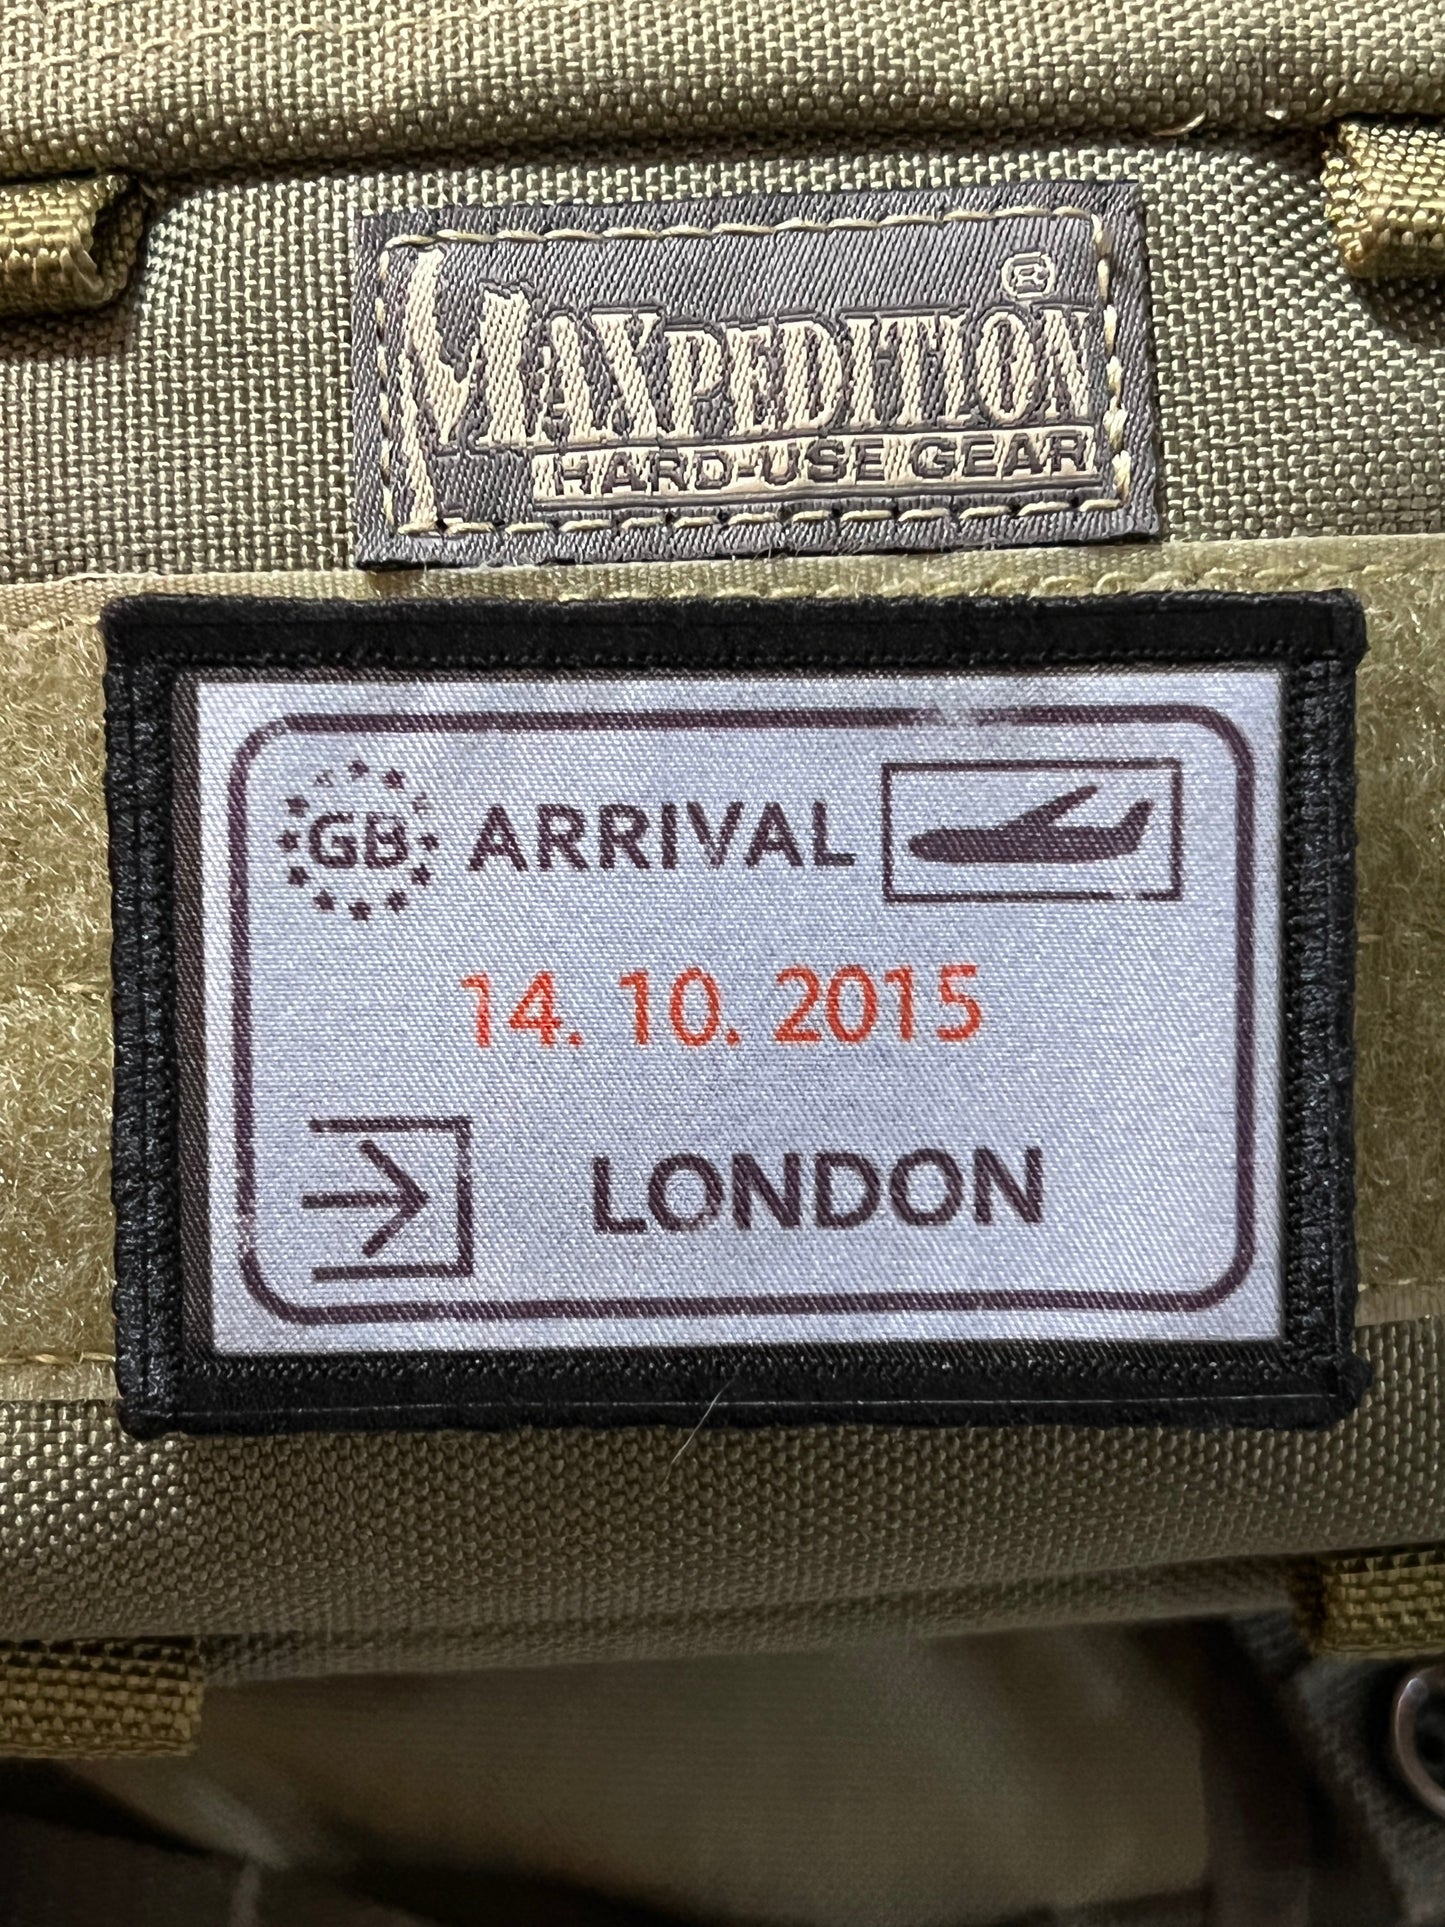 MAXPEDITION®
HARD-USE GEAR
GB ARRIVAL
14. 10. 2015
LONDON